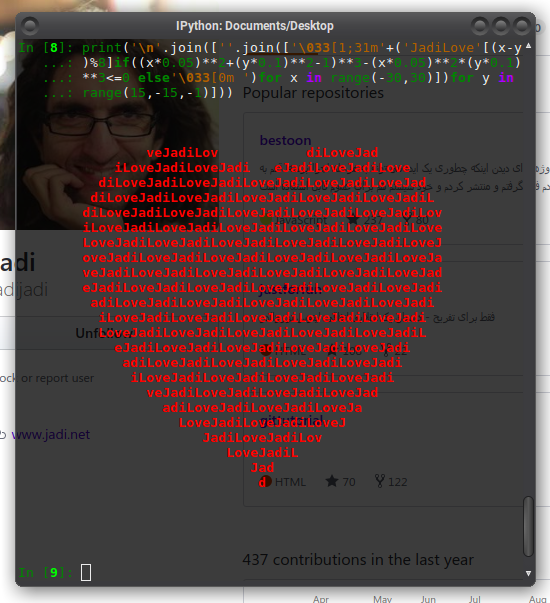 IPython: Documents/Desktop
In [8]: print('\n'.join([''.join(['\033[1;31m'+('JadiLove'[(x-y
...: )%8]if((x*0.05)**2+(y*0.1)**2-1)**3-(x*0.05)**2*(y*0.1)
...: **3<=0 else'\033[0m ')for x in range(-30,30)])for y in
...: range(15,-15,-1)]))
Popular repositories
bestoon
veJadiLov diLoveJad
iLoveJadiLoveJadi eJadiLoveJadiLove
diLoveJadiLoveJadiLoveJadiLoveJadiLoveJad
diLoveJadiLoveJadiLoveJadiLoveJadiLoveJadiL
diLoveJadiLoveJadiLoveJadiLoveJadiLoveJadiLov
iLoveJadiLoveJadiLoveJadiLoveJadiLoveJadiLove
LoveJadiLoveJadiLoveJadiLoveJadiLoveJadiLoveJ
oveJadiLoveJadiLoveJadiLoveJadiLoveJadiLoveJa
veJadiLoveJadiLoveJadiLoveJadiLoveJadiLoveJad
eJadiLoveJadiLoveJadiLoveJadiLoveJadiLoveJadi
adiLoveJadiLoveJadiLoveJadiLoveJadiLoveJadi
iLoveJadiLoveJadiLoveJadiLoveJadiLoveJadi
LoveJadiLoveJadiLoveJadiLoveJadiLoveJadiL
eJadiLoveJadiLoveJadiLoveJadiLoveJadi
adiLoveJadiLoveJadiLoveJadiLoveJadi
iLoveJadiLoveJadiLoveJadiLoveJadi
veJadiLoveJadiLoveJadiLoveJad
adiLoveJadiLoveJadiLoveJa
LoveJadiLoveJadiLoveJ
JadiLoveJadiLov
LoveJadiL
Jad
d
adi
jadi
فقط برای تفریح
ock or report user
www.jadi.net
HTML 70 122
437 contributions in the last year
Apr May Jun Jul Aug
In [9]: